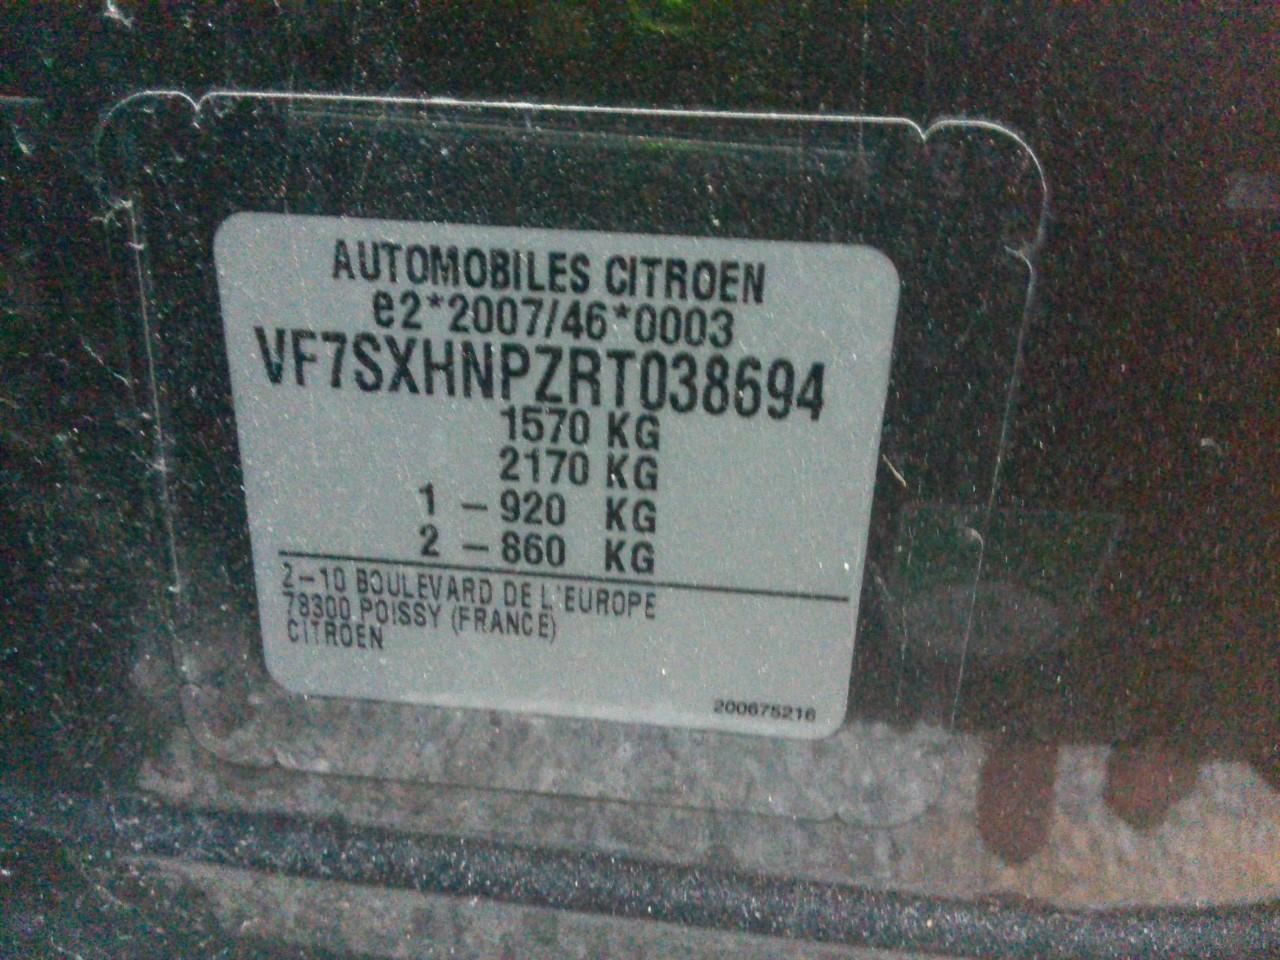 AUTOMOBILES CITROEN
e2*2007/46*0003
VF7SXHNPZRT038694
1570 KG
2170 KG
1 -920 KG
2 -860 KG
2-10 BOULEVARD DE L'EUROPE
78300 POISSY (FRANCE)
CITROEN
200675216